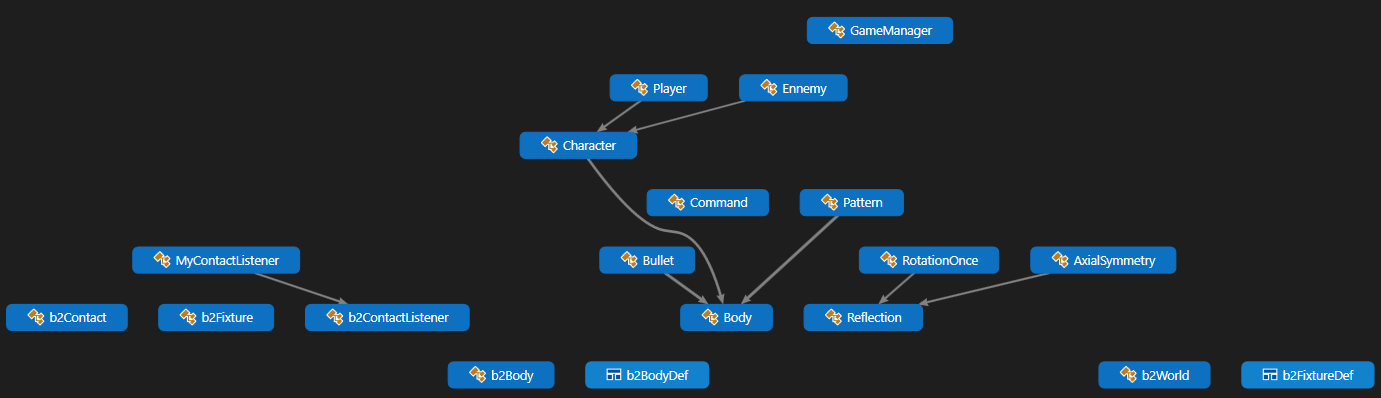 GameManager
Player
Ennemy
Character
Command
Pattern
MyContactListener
Bullet
RotationOnce
AxialSymmetry
b2Contact
b2Fixture
b2ContactListener
Body
Reflection
b2Body
b2BodyDef
b2World
b2FixtureDef